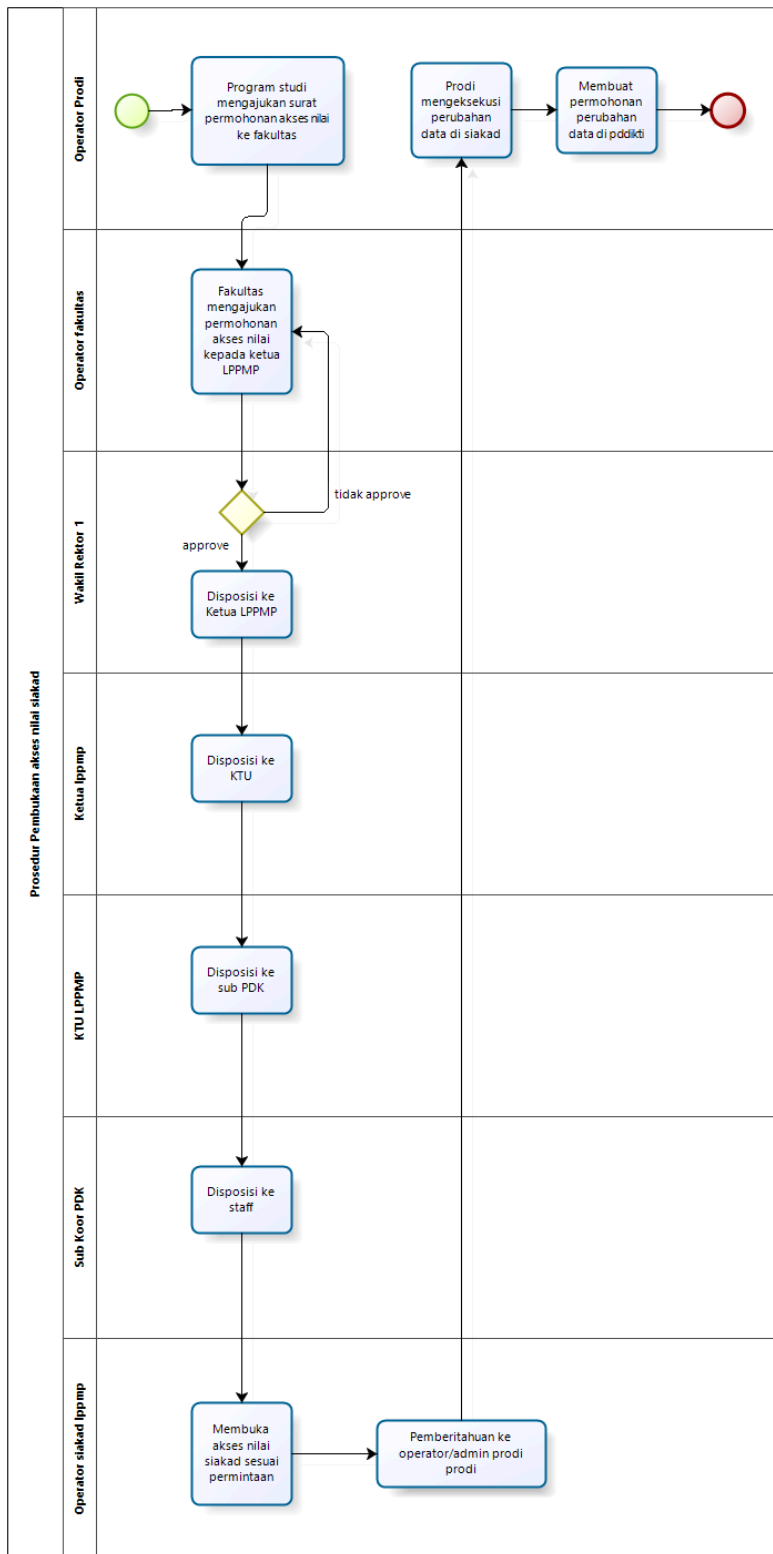 Prosedur Pembukaan akses nilai siakad
Operator Prodi
Program studi
mengajukan surat
permohonan akses nilai
ke fakultas
Prodi
mengeksekusi
perubahan
data di siakad
Membuat
permohonan
perubahan
data di pddikti
Operator fakultas
Fakultas
mengajukan
permohonan
akses nilai
kepada ketua
LPPMP
Wakil Rektor 1
tidak approve
approve
Disposisi ke
Ketua LPPMP
Ketua lppmp
Disposisi ke
KTU
KTU LPPMP
Disposisi ke
sub PDK
Sub Koor PDK
Disposisi ke
staff
Operator siakad lppmp
Membuka
akses nilai
siakad sesuai
permintaan
Pemberitahuan ke
operator/admin prodi
prodi